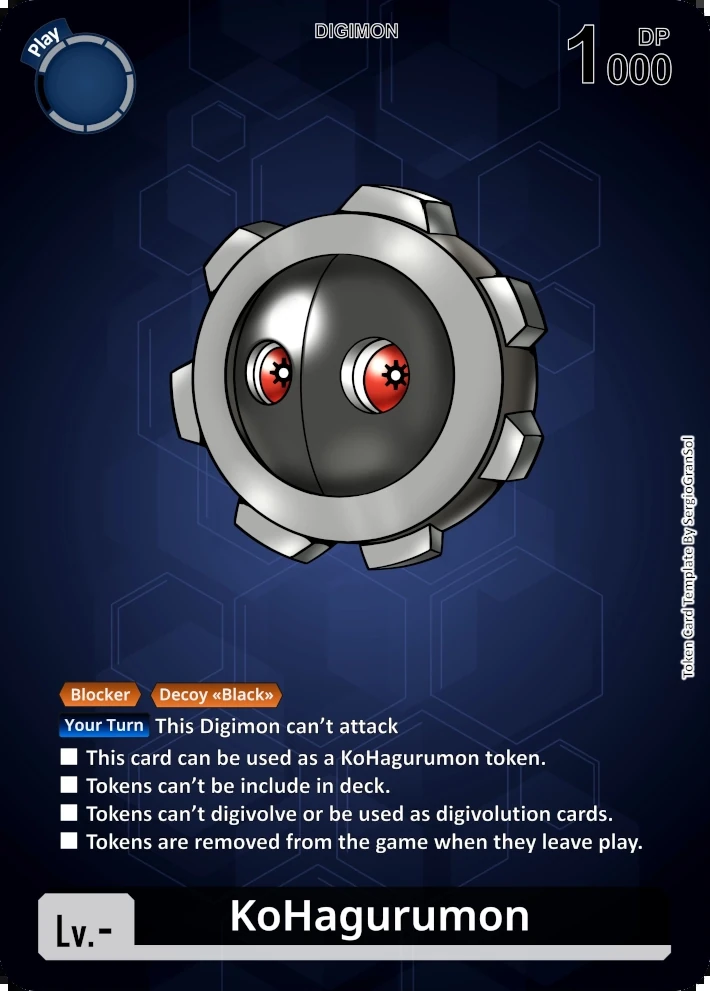 Play
DIGIMON
DP
1000
Token Card Template By SergioGranSol
Blocker Decoy «Black»
Your Turn This Digimon can't attack
This card can be used as a KoHagurumon token.
Tokens can't be include in deck.
Tokens can't digivolve or be used as digivolution cards.
Tokens are removed from the game when they leave play.
Lv.-
KoHagurumon